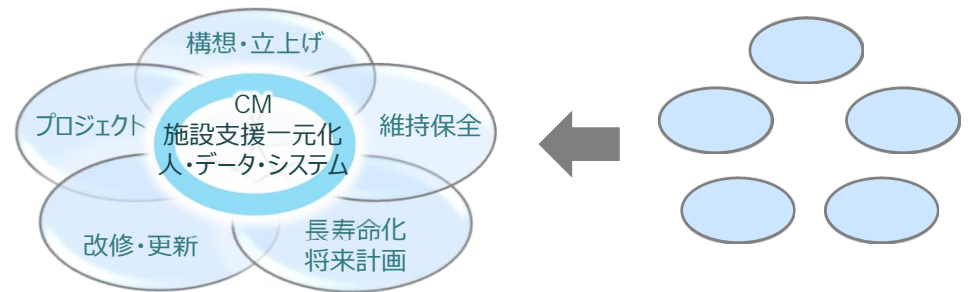 構想・立上げ
プロジェクト
CM
施設支援一元化
人・データ・システム
維持保全
改修・更新
長寿命化
将来計画